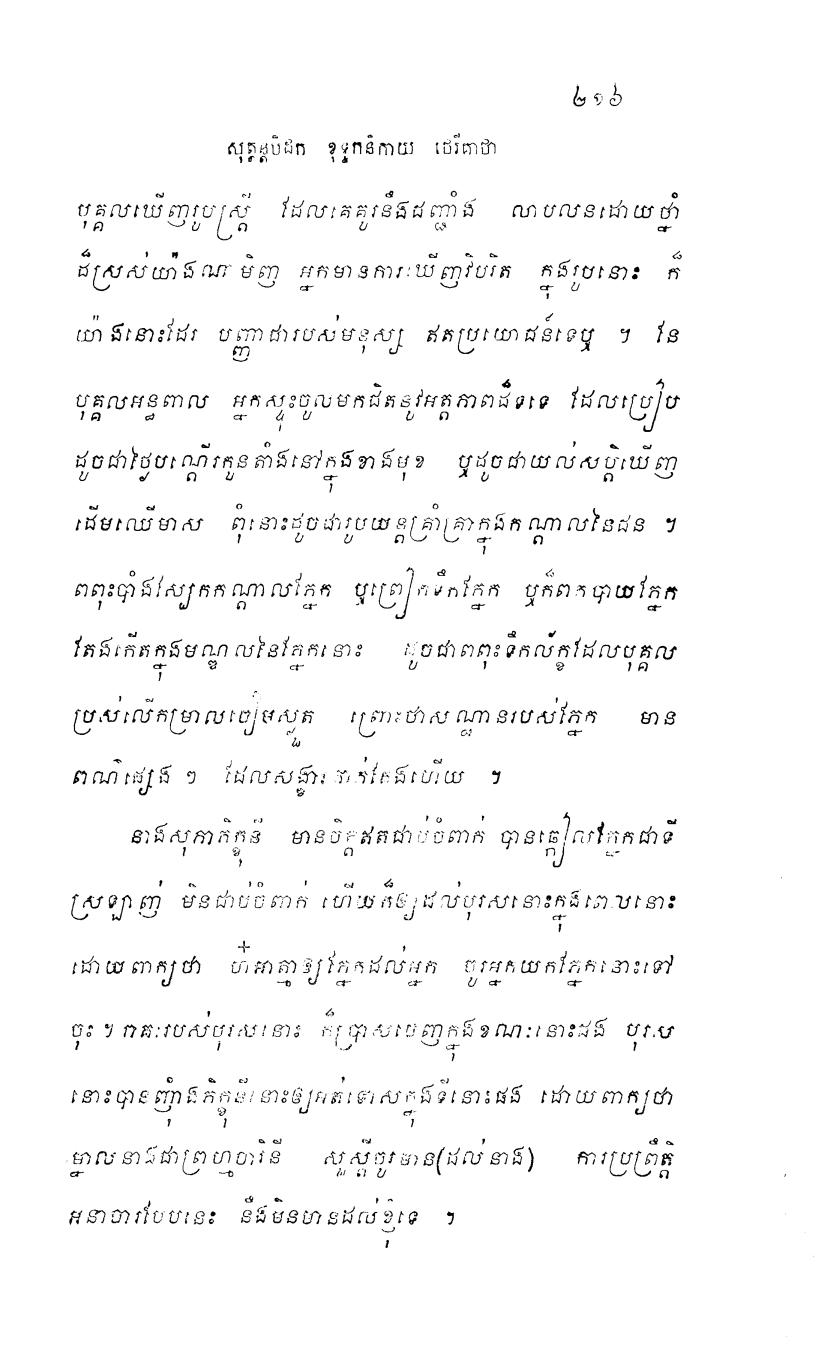 ២១៦
សុត្តន្តបិដក ខុទ្ទកនិកាយ ថេរីគាថា
បុគ្គលឃើញរូបស្រ្តី ដែលគេគួរនឹងជញ្ជាំង លាបលនដោយថ្នាំ
ដ៏ស្រស់យ៉ាងណាមិញ អ្នកមានការឃើញវិបរិត ក្នុងរូបនោះ ក៏
យ៉ាងនោះដែរ បញ្ញាជារបស់មនុស្ស ឥតប្រយោជន៍ទេឬ ។ នែ
បុគ្គលអន្ធពាល អ្នកស្ទុះចូលមកជិតនូវអត្តភាពដ៏ទទេ ដែលប្រៀប
ដូចជាថ្ងៃបណ្តើរកូនតាំងនៅក្នុងខាងមុខ ឬដូចជាយល់សប្តិឃើញ
ដើមឈើមាស ពុំនោះដូចជារូបយន្តគ្រាំគ្រាក្នុងកណ្តាលនៃជន ។
ពពុះបាំងស្បែកកណ្តាលភ្នែក ឬព្រៀកទឹកភ្នែក ឬក៏ពកបាយភ្នែក
តែងកើតក្នុងមណ្ឌលនៃភ្នែកនោះ ដូចជាពពុះទឹកល័ក្ខដែលបុគ្គល
ប្រស់លើកម្រាលចៀមស្ងួត ព្រោះថាសណ្ឋានរបស់ភ្នែក មាន
ពណ៌ផ្សេង ៗ ដែលសង្ខារតាក់តែងហើយ ។
នាងសុភាភិក្ខុនី មានចិត្តឥតជាប់ចំពាក់ បានឆ្កៀលភ្នែកជាទី
ស្រឡាញ់ មិនជាប់ចំពាក់ ហើយក៏ឲ្យដល់បុរសនោះក្នុងពេលនោះ
ដោយពាក្យថា ហ៎អាត្មាឲ្យភ្នែកដល់អ្នក ចូរអ្នកយកភ្នែកនោះទៅ
ចុះ ។ រាគៈរបស់បុរសនោះ ក៏ប្រាសចេញក្នុងខណៈនោះផង បុរស
នោះបានញុំាងភិក្ខុនីនោះឲ្យអត់ទោសក្នុងទីនោះផង ដោយពាក្យថា
ម្នាលនាងជាព្រហ្មចារិនី សួស្តីចូរមាន(ដល់នាង) ការប្រព្រឹត្តិ
អនាចារបែបនេះ នឹងមិនមានដល់ខ្ញុំទេ ។